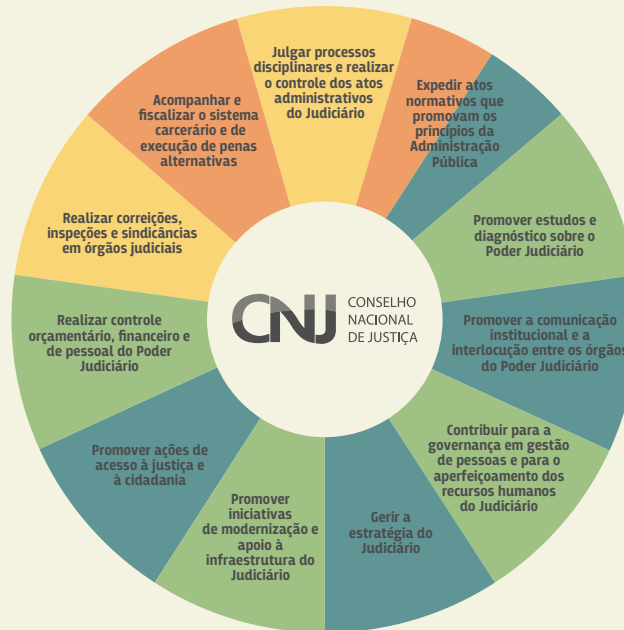 Julgar processos
disciplinares e realizar
o controle dos atos
administrativos
do Judiciário
Expedir atos
normativos que
promovam os
princípios da
Administração
Pública
Promover estudos e
diagnóstico sobre o
Poder Judiciário
Promover a comunicação
institucional e a
interlocução entre os órgãos
do Poder Judiciário
Contribuir para a
governança em gestão
de pessoas e para o
aperfeiçoamento dos
recursos humanos
do Judiciário
Gerir a
estratégia do
Judiciário
Promover
iniciativas
de modernização e
apoio à
infraestrutura do
Judiciário
Promover ações de
acesso à justiça e
à cidadania
Realizar controle
orçamentário, financeiro e
de pessoal do Poder
Judiciário
Realizar correições,
inspeções e sindicâncias
em órgãos judiciais
Acompanhar e
fiscalizar o sistema
carcerário e de
execução de penas
alternativas
CNJ
CONSELHO
NACIONAL
DE JUSTIÇA